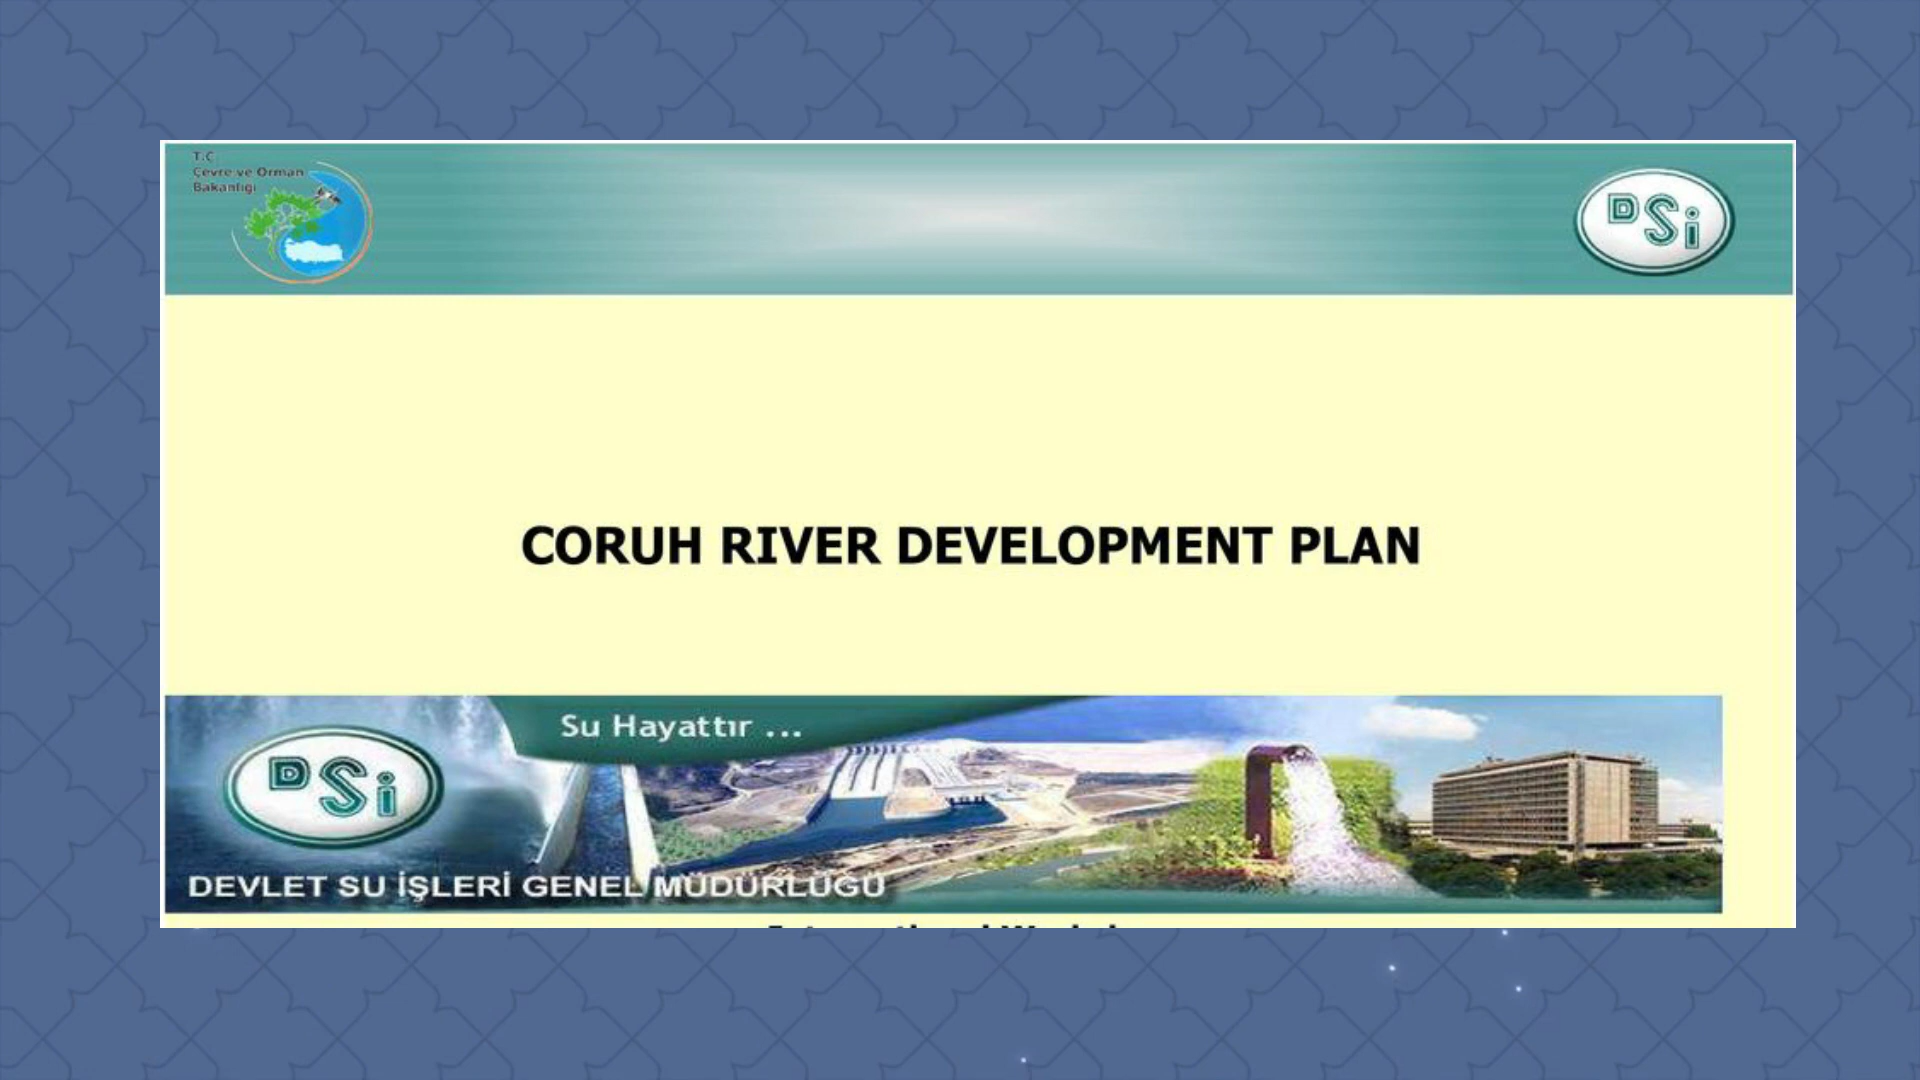 T.C.
Çevre ve Orman
Bakanlığı
DSİ
CORUH RIVER DEVELOPMENT PLAN
Su Hayattır ...
DSİ
DEVLET SU İŞLERİ GENEL MÜDÜRLÜĞÜ